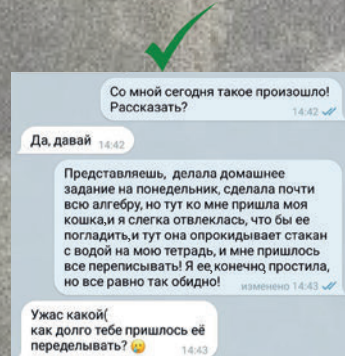 Со мной сегодня такое произошло!
Рассказать?
14:42
Да, давай 14:42
Представляешь, делала домашнее
задание на понедельник, сделала почти
всю алгебру, но тут ко мне пришла моя
кошка,и я слегка отвлеклась, что бы ее
погладить,и тут она опрокидывает стакан
с водой на мою тетрадь, и мне пришлось
все переписывать! Я ее,конечно, простила,
но все равно так обидно! изменено 14:43
Ужас какой(
как долго тебе пришлось её
переделывать? 😢 14:43